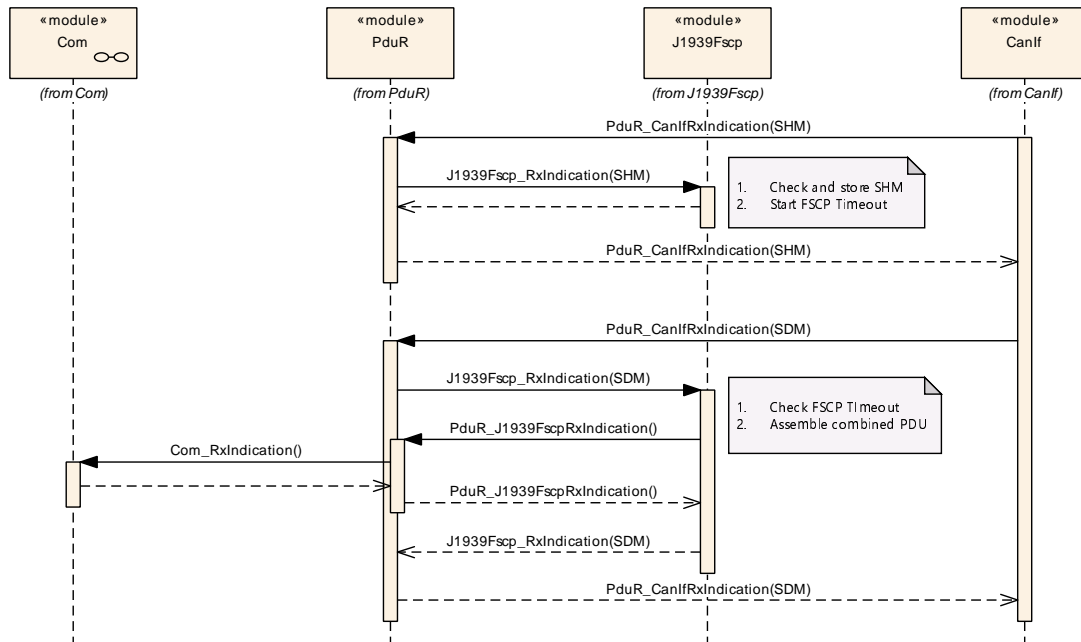 «module»
Com
«module»
PduR
«module»
J1939Fscp
«module»
CanIf
(from Com)
(from PduR)
(from J1939Fscp)
(from CanIf)
PduR_CanIfRxIndication(SHM)
J1939Fscp_RxIndication(SHM)
1. Check and store SHM
2. Start FSCP Timeout
PduR_CanIfRxIndication(SHM)
PduR_CanIfRxIndication(SDM)
J1939Fscp_RxIndication(SDM)
1. Check FSCP TImeout
2. Assemble combined PDU
PduR_J1939FscpRxIndication()
Com_RxIndication()
PduR_J1939FscpRxIndication()
J1939Fscp_RxIndication(SDM)
PduR_CanIfRxIndication(SDM)